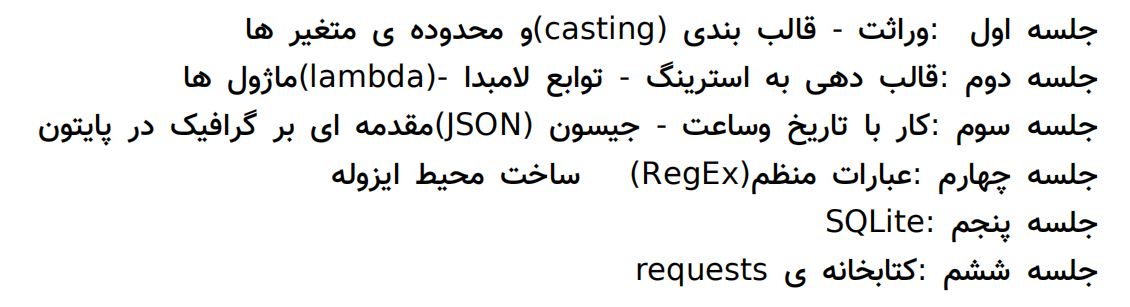 جلسه اول :وراثت - قالب بندی (casting)و محدوده ی متغیر ها
جلسه دوم :قالب دهی به استرینگ - توابع لامبدا -(lambda)ماژول ها
جلسه سوم :کار با تاریخ وساعت - جیسون (JSON)مقدمه ای بر گرافیک در پایتون
جلسه چهارم :عبارات منظم(RegEx) ساخت محیط ایزوله
جلسه پنجم :SQLite
جلسه ششم :کتابخانه ی requests